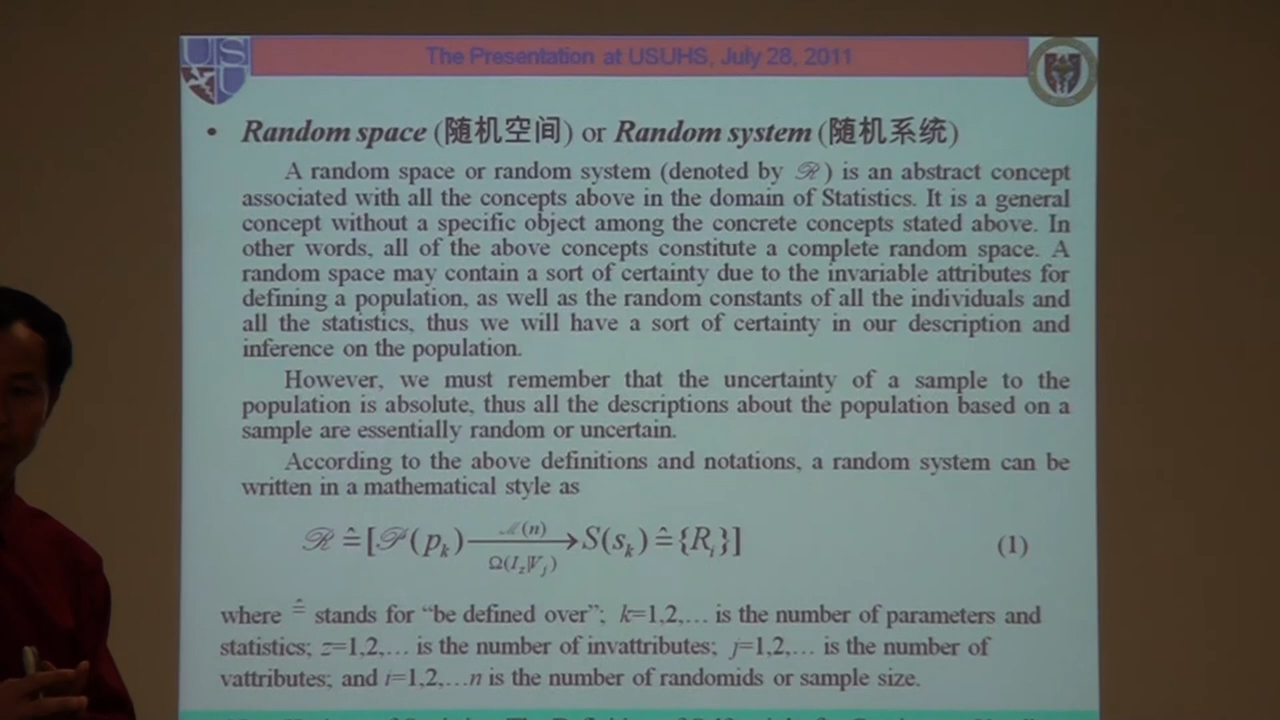 The Presentation at USUHS, July 28, 2011
• Random space (随机空间) or Random system (随机系统)
A random space or random system (denoted by ℛ) is an abstract concept
associated with all the concepts above in the domain of Statistics. It is a general
concept without a specific object among the concrete concepts stated above. In
other words, all of the above concepts constitute a complete random space. A
random space may contain a sort of certainty due to the invariable attributes for
defining a population, as well as the random constants of all the individuals and
all the statistics, thus we will have a sort of certainty in our description and
inference on the population.
However, we must remember that the uncertainty of a sample to the
population is absolute, thus all the descriptions about the population based on a
sample are essentially random or uncertain.
According to the above definitions and notations, a random system can be
written in a mathematical style as
ℛ ≙ [𝒫(p_k) —ℳ(n) / Ω(I_z|V_j)→ S(s_k) ≙ {R_i}] (1)
where ≙ stands for “be defined over”; k=1,2,… is the number of parameters and
statistics; z=1,2,… is the number of invattributes; j=1,2,… is the number of
vattributes; and i=1,2,…n is the number of randomids or sample size.